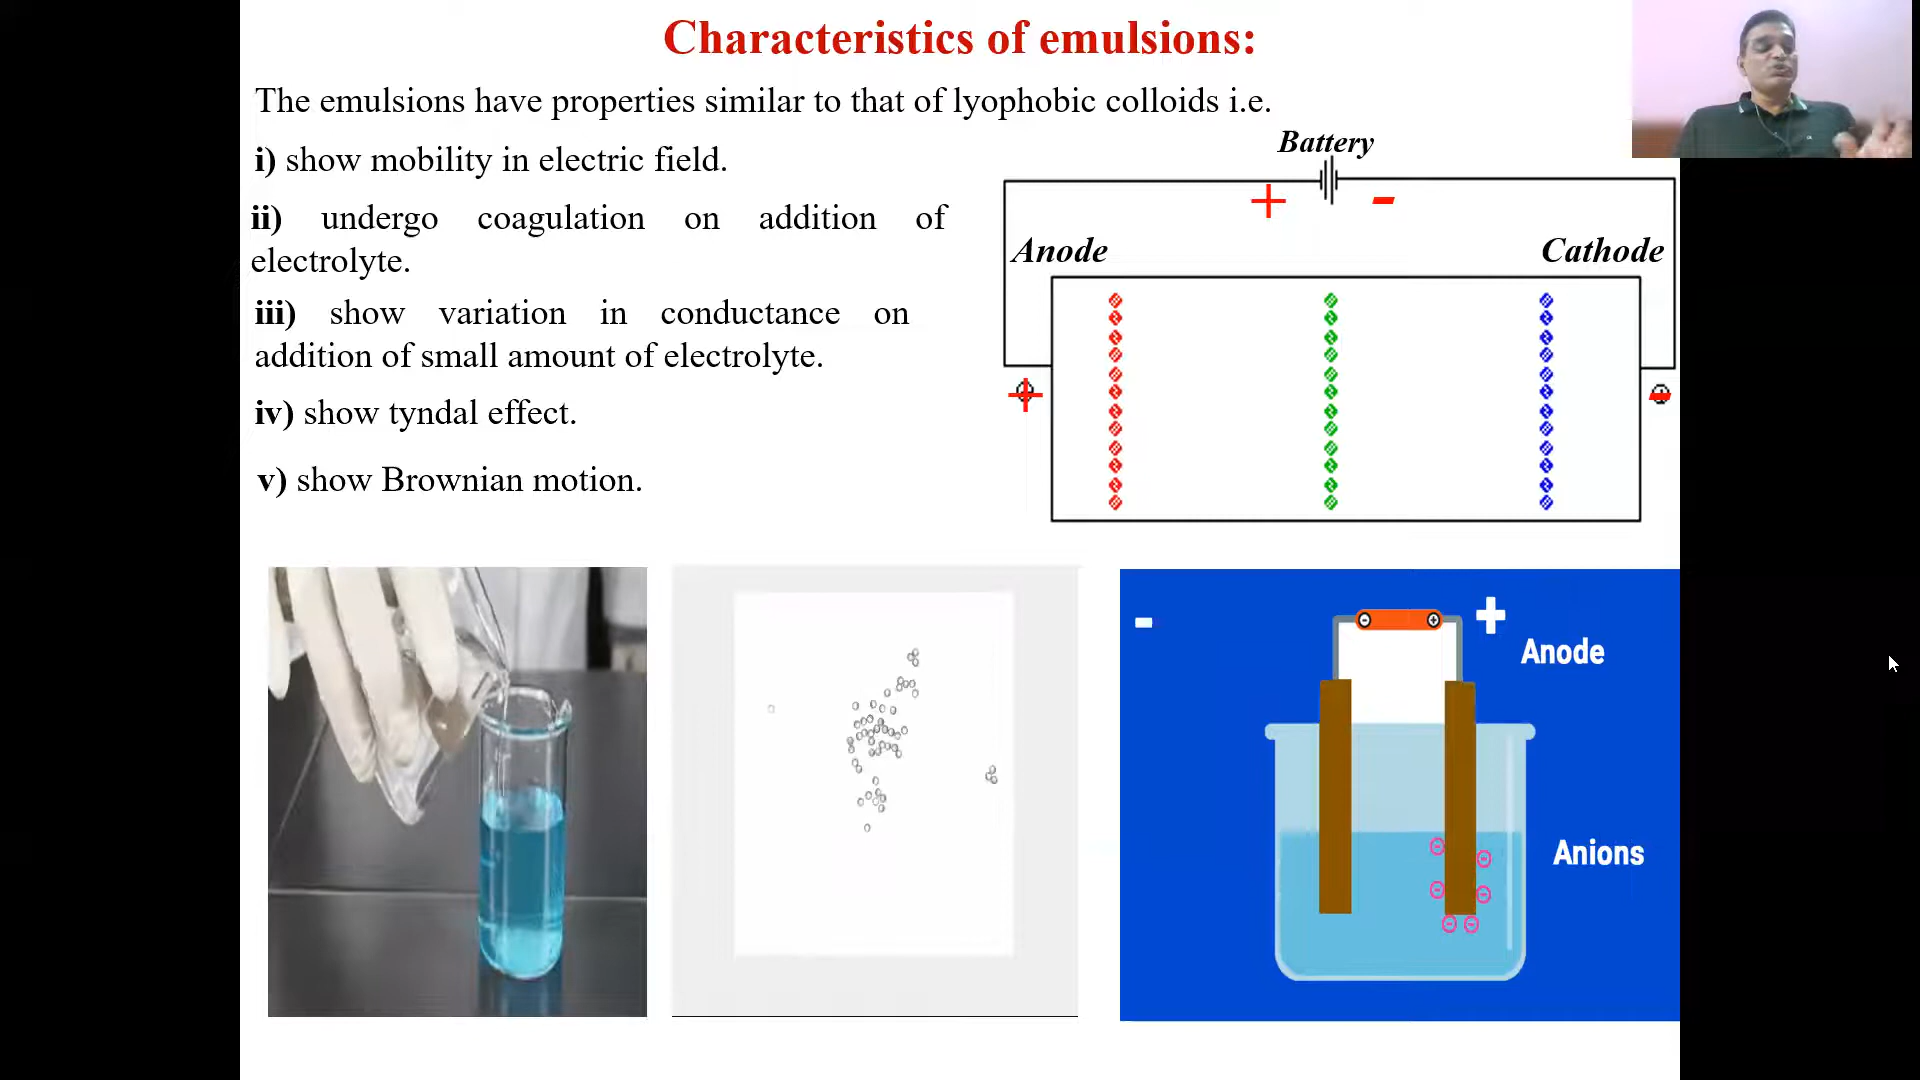 Characteristics of emulsions:
The emulsions have properties similar to that of lyophobic colloids i.e.
i) show mobility in electric field.
ii) undergo coagulation on addition of
electrolyte.
iii) show variation in conductance on
addition of small amount of electrolyte.
iv) show tyndal effect.
v) show Brownian motion.
Battery
+ -
Anode Cathode
+ -
- +
Anode
Anions